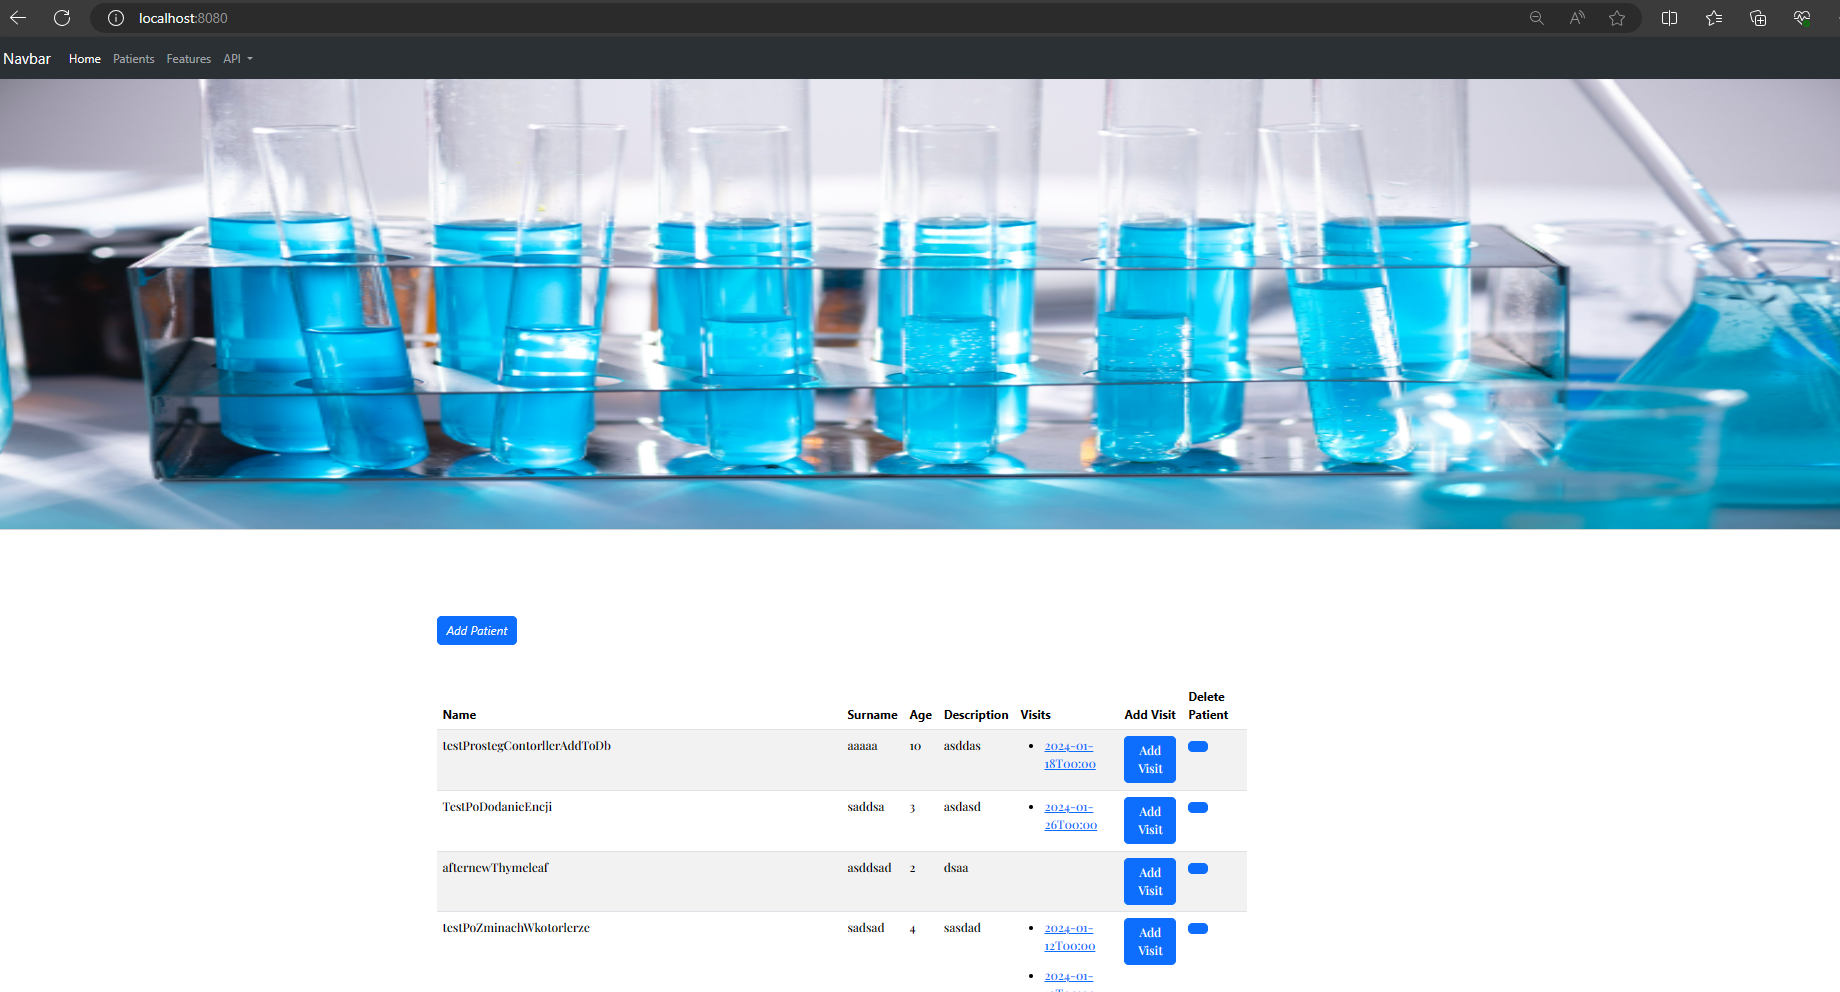 localhost:8080
Navbar Home Patients Features API
Add Patient
Name Surname Age Description Visits Add Visit Delete Patient
testProstegContorllerAddToDb aaaaa 10 asddas 2024-01-18T00:00 Add Visit
TestPoDodanieEncji saddsa 3 asdasd 2024-01-26T00:00 Add Visit
afternewThymeleaf asddsad 2 dsaa Add Visit
testPoZminachWkotorlerze sadsad 4 sasdad 2024-01-12T00:00 Add Visit
2024-01-